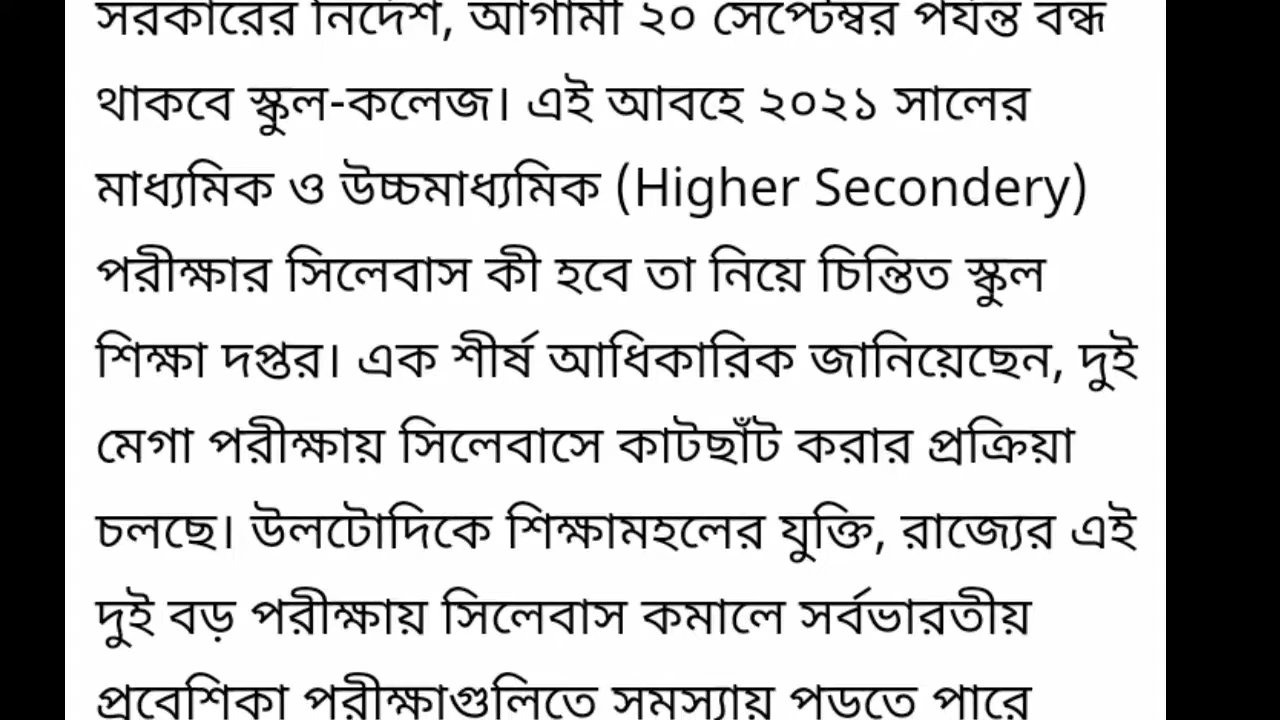 সরকারের নির্দেশ, আগামী ২০ সেপ্টেম্বর পর্যন্ত বন্ধ
থাকবে স্কুল-কলেজ। এই আবহে ২০২১ সালের
মাধ্যমিক ও উচ্চমাধ্যমিক (Higher Secondery)
পরীক্ষার সিলেবাস কী হবে তা নিয়ে চিন্তিত স্কুল
শিক্ষা দপ্তর। এক শীর্ষ আধিকারিক জানিয়েছেন, দুই
মেগা পরীক্ষায় সিলেবাসে কাটছাঁট করার প্রক্রিয়া
চলছে। উলটোদিকে শিক্ষামহলের যুক্তি, রাজ্যের এই
দুই বড় পরীক্ষায় সিলেবাস কমালে সর্বভারতীয়
প্রবেশিকা পরীক্ষাগুলিতে সমস্যায় পড়তে পারে